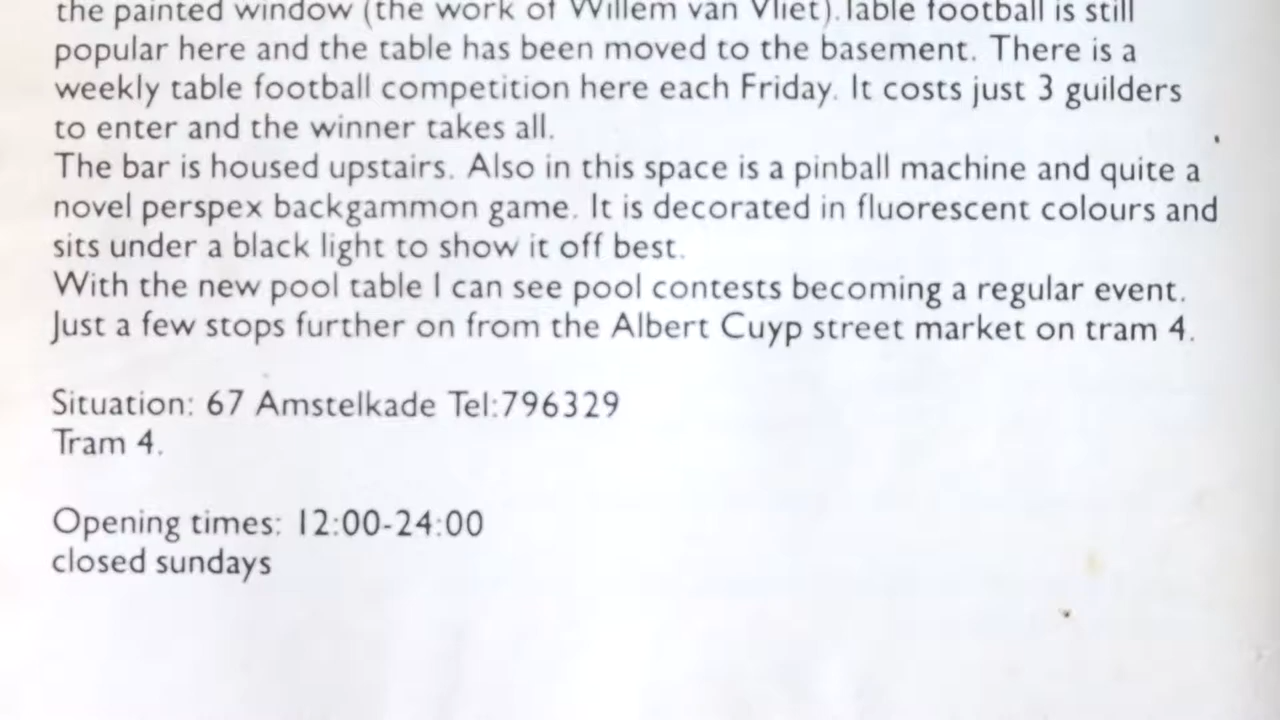 the painted window (the work of Willem van Vliet).Table football is still
popular here and the table has been moved to the basement. There is a
weekly table football competition here each Friday. It costs just 3 guilders
to enter and the winner takes all.
The bar is housed upstairs. Also in this space is a pinball machine and quite a
novel perspex backgammon game. It is decorated in fluorescent colours and
sits under a black light to show it off best.
With the new pool table I can see pool contests becoming a regular event.
Just a few stops further on from the Albert Cuyp street market on tram 4.
Situation: 67 Amstelkade Tel:796329
Tram 4.
Opening times: 12:00-24:00
closed sundays